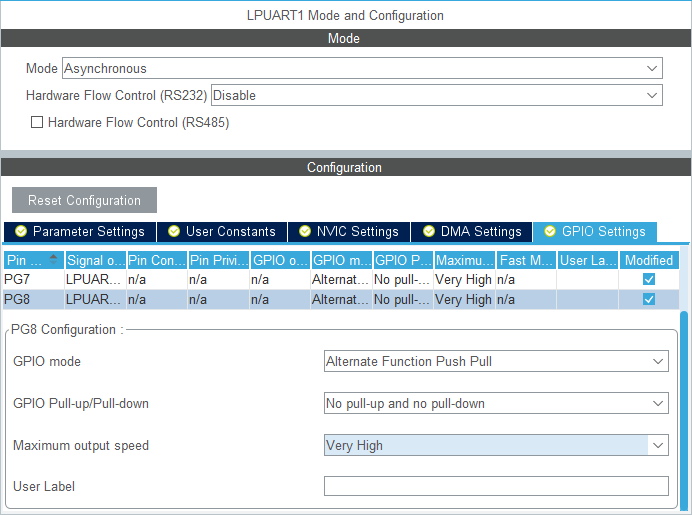 LPUART1 Mode and Configuration
Mode
Mode Asynchronous
Hardware Flow Control (RS232) Disable
Hardware Flow Control (RS485)
Configuration
Reset Configuration
Parameter Settings User Constants NVIC Settings DMA Settings GPIO Settings
Pin ... Signal o... Pin Con... Pin Privi... GPIO o... GPIO m... GPIO P... Maximu... Fast M... User La... Modified
PG7 LPUAR... n/a n/a n/a Alternat... No pull-... Very High n/a
PG8 LPUAR... n/a n/a n/a Alternat... No pull-... Very High n/a
PG8 Configuration :
GPIO mode Alternate Function Push Pull
GPIO Pull-up/Pull-down No pull-up and no pull-down
Maximum output speed Very High
User Label